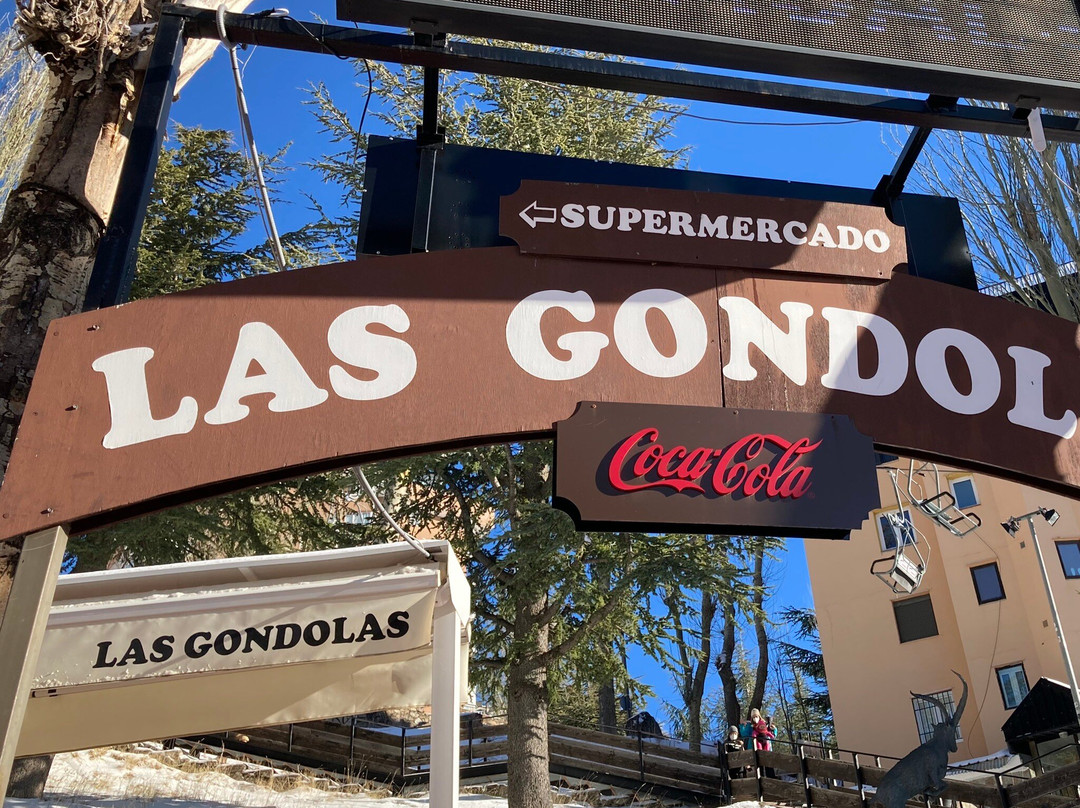 SUPERMERCADO
LAS GONDOL
Coca-Cola
LAS GONDOLAS